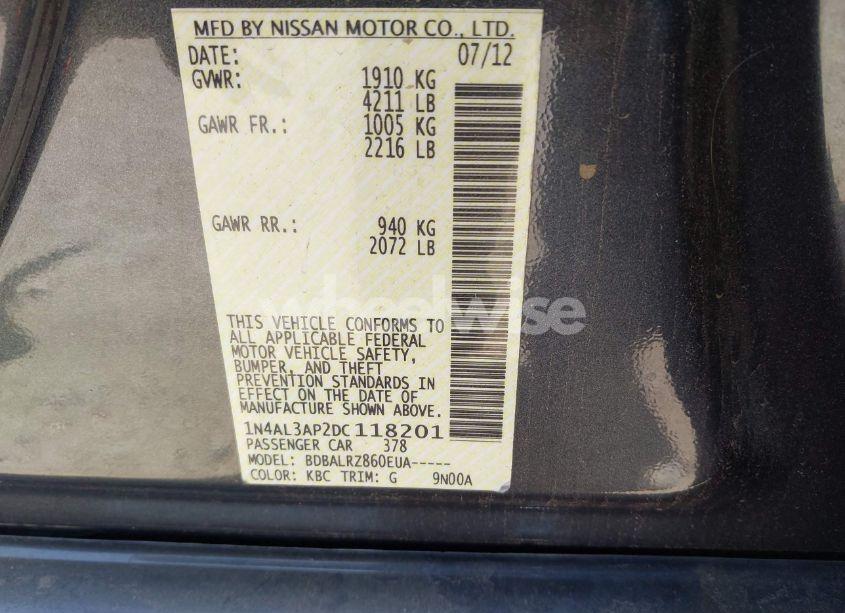 MFD BY NISSAN MOTOR CO., LTD.
DATE: 07/12
GVWR: 1910 KG
4211 LB
GAWR FR.: 1005 KG
2216 LB
GAWR RR.: 940 KG
2072 LB
wheelwise
THIS VEHICLE CONFORMS TO
ALL APPLICABLE FEDERAL
MOTOR VEHICLE SAFETY,
BUMPER, AND THEFT
PREVENTION STANDARDS IN
EFFECT ON THE DATE OF
MANUFACTURE SHOWN ABOVE.
1N4AL3AP2DC118201
PASSENGER CAR 378
MODEL: BDBALRZ860EUA-----
COLOR: KBC TRIM: G 9N00A